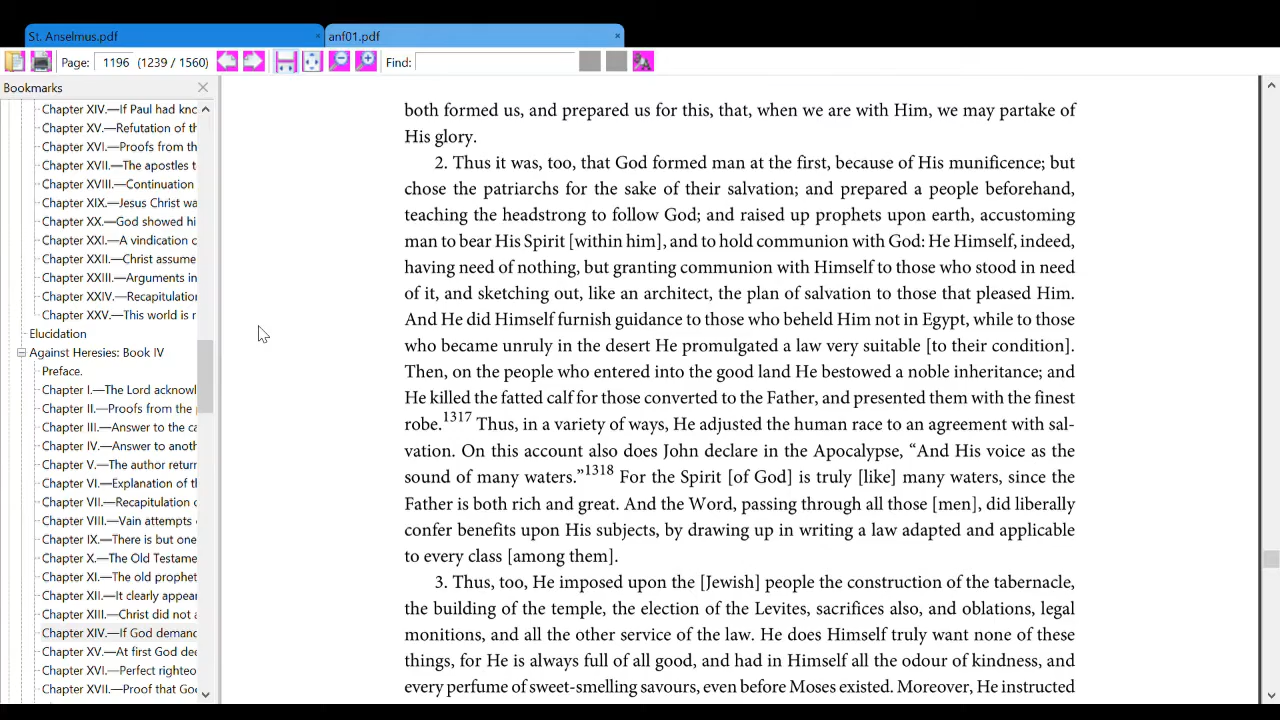 St. Anselmus.pdf
anf01.pdf
Page: 1196 (1239 / 1560) Find:
Bookmarks
Chapter XIV.—If Paul had kno
Chapter XV.—Refutation of th
Chapter XVI.—Proofs from th
Chapter XVII.—The apostles t
Chapter XVIII.—Continuation
Chapter XIX.—Jesus Christ wa
Chapter XX.—God showed hi
Chapter XXI.—A vindication o
Chapter XXII.—Christ assume
Chapter XXIII.—Arguments in
Chapter XXIV.—Recapitulation
Chapter XXV.—This world is r
Elucidation
Against Heresies: Book IV
Preface.
Chapter I.—The Lord acknowl
Chapter II.—Proofs from the
Chapter III.—Answer to the ca
Chapter IV.—Answer to anoth
Chapter V.—The author return
Chapter VI.—Explanation of th
Chapter VII.—Recapitulation o
Chapter VIII.—Vain attempts
Chapter IX.—There is but one
Chapter X.—The Old Testame
Chapter XI.—The old prophet
Chapter XII.—It clearly appear
Chapter XIII.—Christ did not a
Chapter XIV.—If God demand
Chapter XV.—At first God dee
Chapter XVI.—Perfect righteo
Chapter XVII.—Proof that God
both formed us, and prepared us for this, that, when we are with Him, we may partake of
His glory.
2. Thus it was, too, that God formed man at the first, because of His munificence; but
chose the patriarchs for the sake of their salvation; and prepared a people beforehand,
teaching the headstrong to follow God; and raised up prophets upon earth, accustoming
man to bear His Spirit [within him], and to hold communion with God: He Himself, indeed,
having need of nothing, but granting communion with Himself to those who stood in need
of it, and sketching out, like an architect, the plan of salvation to those that pleased Him.
And He did Himself furnish guidance to those who beheld Him not in Egypt, while to those
who became unruly in the desert He promulgated a law very suitable [to their condition].
Then, on the people who entered into the good land He bestowed a noble inheritance; and
He killed the fatted calf for those converted to the Father, and presented them with the finest
robe.1317 Thus, in a variety of ways, He adjusted the human race to an agreement with sal-
vation. On this account also does John declare in the Apocalypse, “And His voice as the
sound of many waters.”1318 For the Spirit [of God] is truly [like] many waters, since the
Father is both rich and great. And the Word, passing through all those [men], did liberally
confer benefits upon His subjects, by drawing up in writing a law adapted and applicable
to every class [among them].
3. Thus, too, He imposed upon the [Jewish] people the construction of the tabernacle,
the building of the temple, the election of the Levites, sacrifices also, and oblations, legal
monitions, and all the other service of the law. He does Himself truly want none of these
things, for He is always full of all good, and had in Himself all the odour of kindness, and
every perfume of sweet-smelling savours, even before Moses existed. Moreover, He instructed